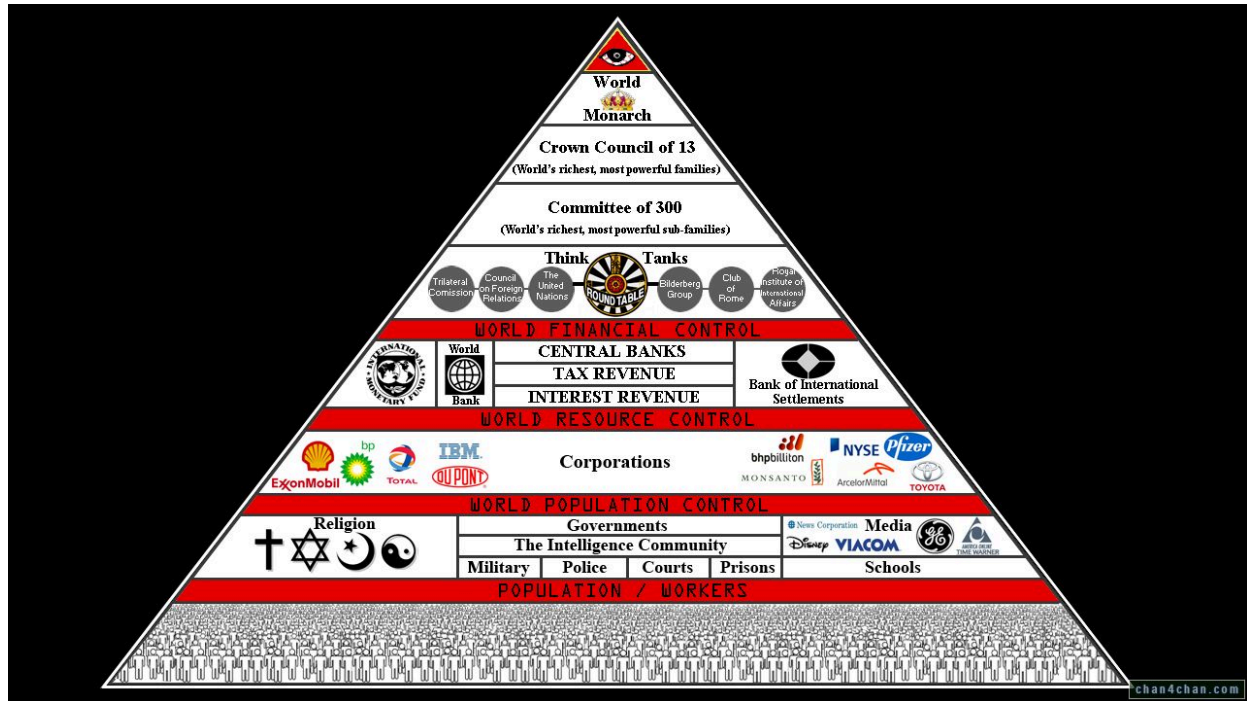 World
Monarch
Crown Council of 13
(World's richest, most powerful families)
Committee of 300
(World's richest, most powerful sub-families)
Think Tanks
Trilateral
Comission
Council
on Foreign
Relations
The
United
Nations
ROUND TABLE
Bilderberg
Group
Club
of
Rome
Royal
Institute of
International
Affairs
WORLD FINANCIAL CONTROL
INTERNATIONAL
MONETARY FUND
World
Bank
CENTRAL BANKS
TAX REVENUE
INTEREST REVENUE
Bank of International
Settlements
WORLD RESOURCE CONTROL
ExxonMobil
bp
TOTAL
IBM.
DU PONT
Corporations
bhpbilliton
MONSANTO
NYSE
Pfizer
ArcelorMittal
TOYOTA
WORLD POPULATION CONTROL
Religion
Governments
The Intelligence Community
Military
Police
Courts
Prisons
News Corporation
Media
Disney
VIACOM
GE
AMERICA ONLINE
TIME WARNER
Schools
POPULATION / WORKERS
chan4chan.com